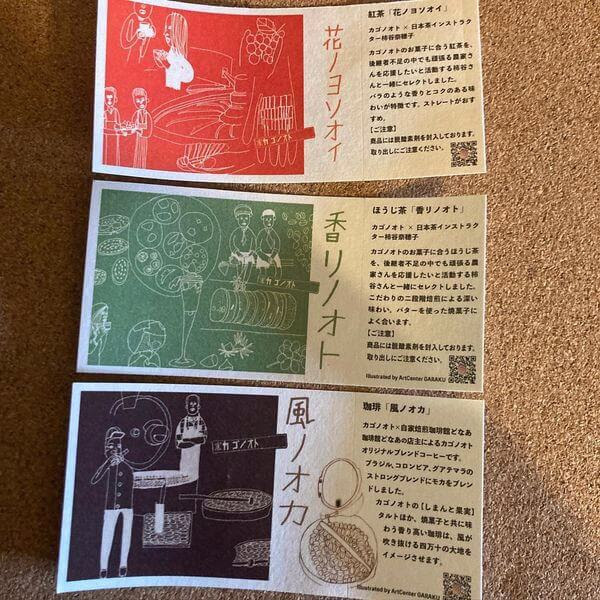 花ノヨソオイ
ホカゴノオト
紅茶「花ノヨソオイ」
カゴノオト × 日本茶インストラ
クター柿谷奈穂子
カゴノオトのお菓子に合う紅茶を、
後継者不足の中でも頑張る農家さ
んを応援したいと活動する柿谷さ
んと一緒にセレクトしました。
バラのような香りとコクのある味
わいが特徴です。ストレートがおす
すめ。
【ご注意】
商品には脱酸素剤を封入しております。
取り出しにご注意ください。
香リノオト
ホカゴノオト
ほうじ茶「香リノオト」
カゴノオト × 日本茶インストラク
ター柿谷奈穂子
カゴノオトのお菓子に合うほうじ茶
を、後継者不足の中でも頑張る農
家さんを応援したいと活動する柿
谷さんと一緒にセレクトしました。
こだわりの二段階焙煎による深い
味わい。バターを使った焼菓子に
よく合います。
【ご注意】
商品には脱酸素剤を封入しております。
取り出しにご注意ください。
Illustrated by ArtCenter GARAKU
風ノオカ
ホカゴノオト
珈琲「風ノオカ」
カゴノオト×自家焙煎珈琲館どなあ
珈琲館どなあの店主によるカゴノオト
オリジナルブレンドコーヒーです。
ブラジル、コロンビア、グアテマラの
ストロングブレンドにモカをブレン
ドしました。
カゴノオトの【しまんと果実】
タルトほか、焼菓子と共に味
わう香り高い珈琲は、風が
吹き抜ける四万十の大地を
イメージさせます。
Illustrated by ArtCenter GARAKU